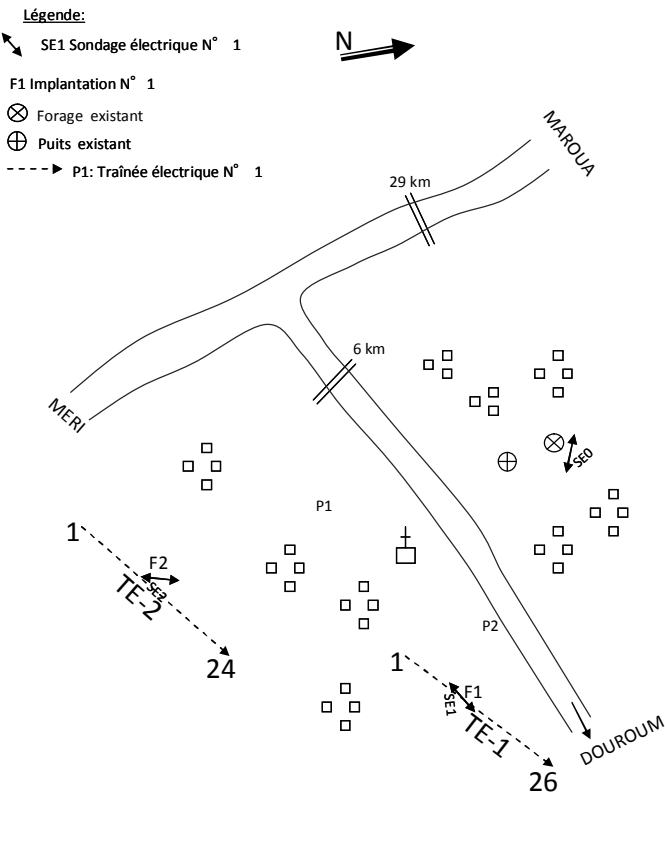 Légende:
SE1 Sondage électrique N° 1
N
F1 Implantation N° 1
Forage existant
Puits existant
P1: Traînée électrique N° 1
MAROUA
29 km
6 km
MERI
SE0
P1
1
F2
SE2
TE-2
24
P2
1
F1
SE1
TE-1
DOUROUM
26